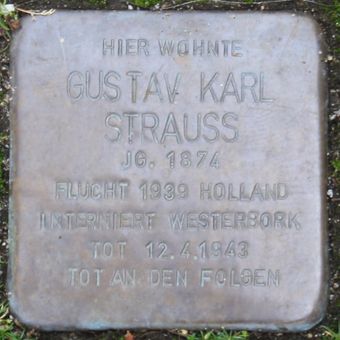 HIER WOHNTE
GUSTAV KARL
STRAUSS
JG. 1874
FLUCHT 1939 HOLLAND
INTERNIERT WESTERBORK
TOT 12.4.1943
TOT AN DEN FOLGEN